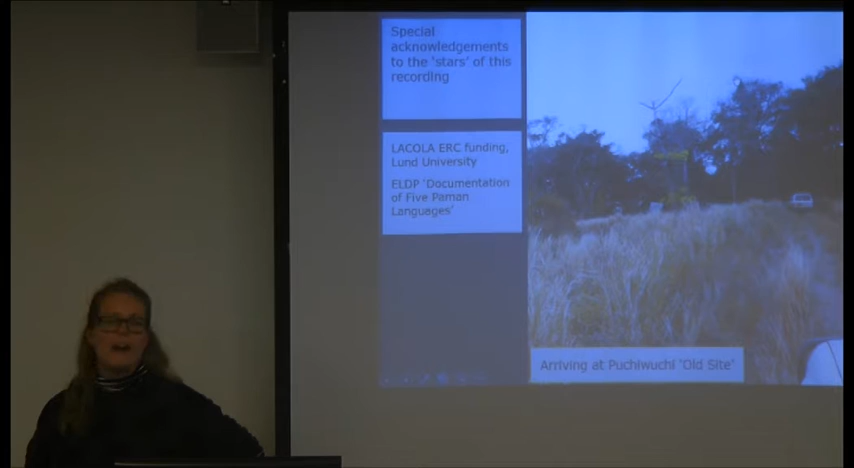 Special
acknowledgements
to the 'stars' of this
recording
LACOLA ERC funding,
Lund University
ELDP 'Documentation
of Five Paman
Languages'
Arriving at Puchiwuchi 'Old Site'